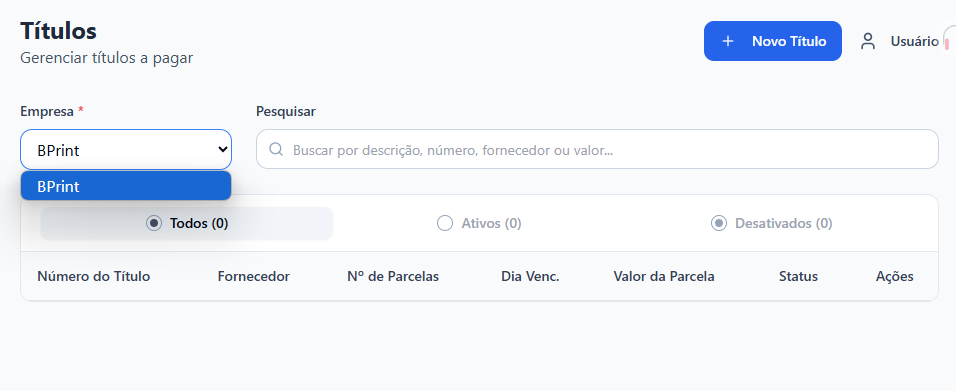 Títulos
Gerenciar títulos a pagar
Novo Título
Usuário
Empresa *
Pesquisar
BPrint
Buscar por descrição, número, fornecedor ou valor...
BPrint
Todos (0)
Ativos (0)
Desativados (0)
Número do Título
Fornecedor
Nº de Parcelas
Dia Venc.
Valor da Parcela
Status
Ações